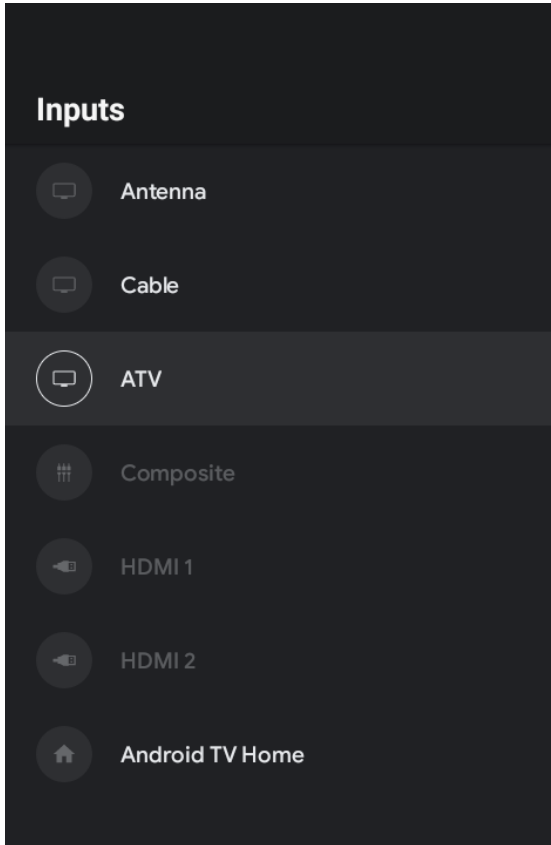 Inputs
Antenna
Cable
ATV
Composite
HDMI 1
HDMI 2
Android TV Home